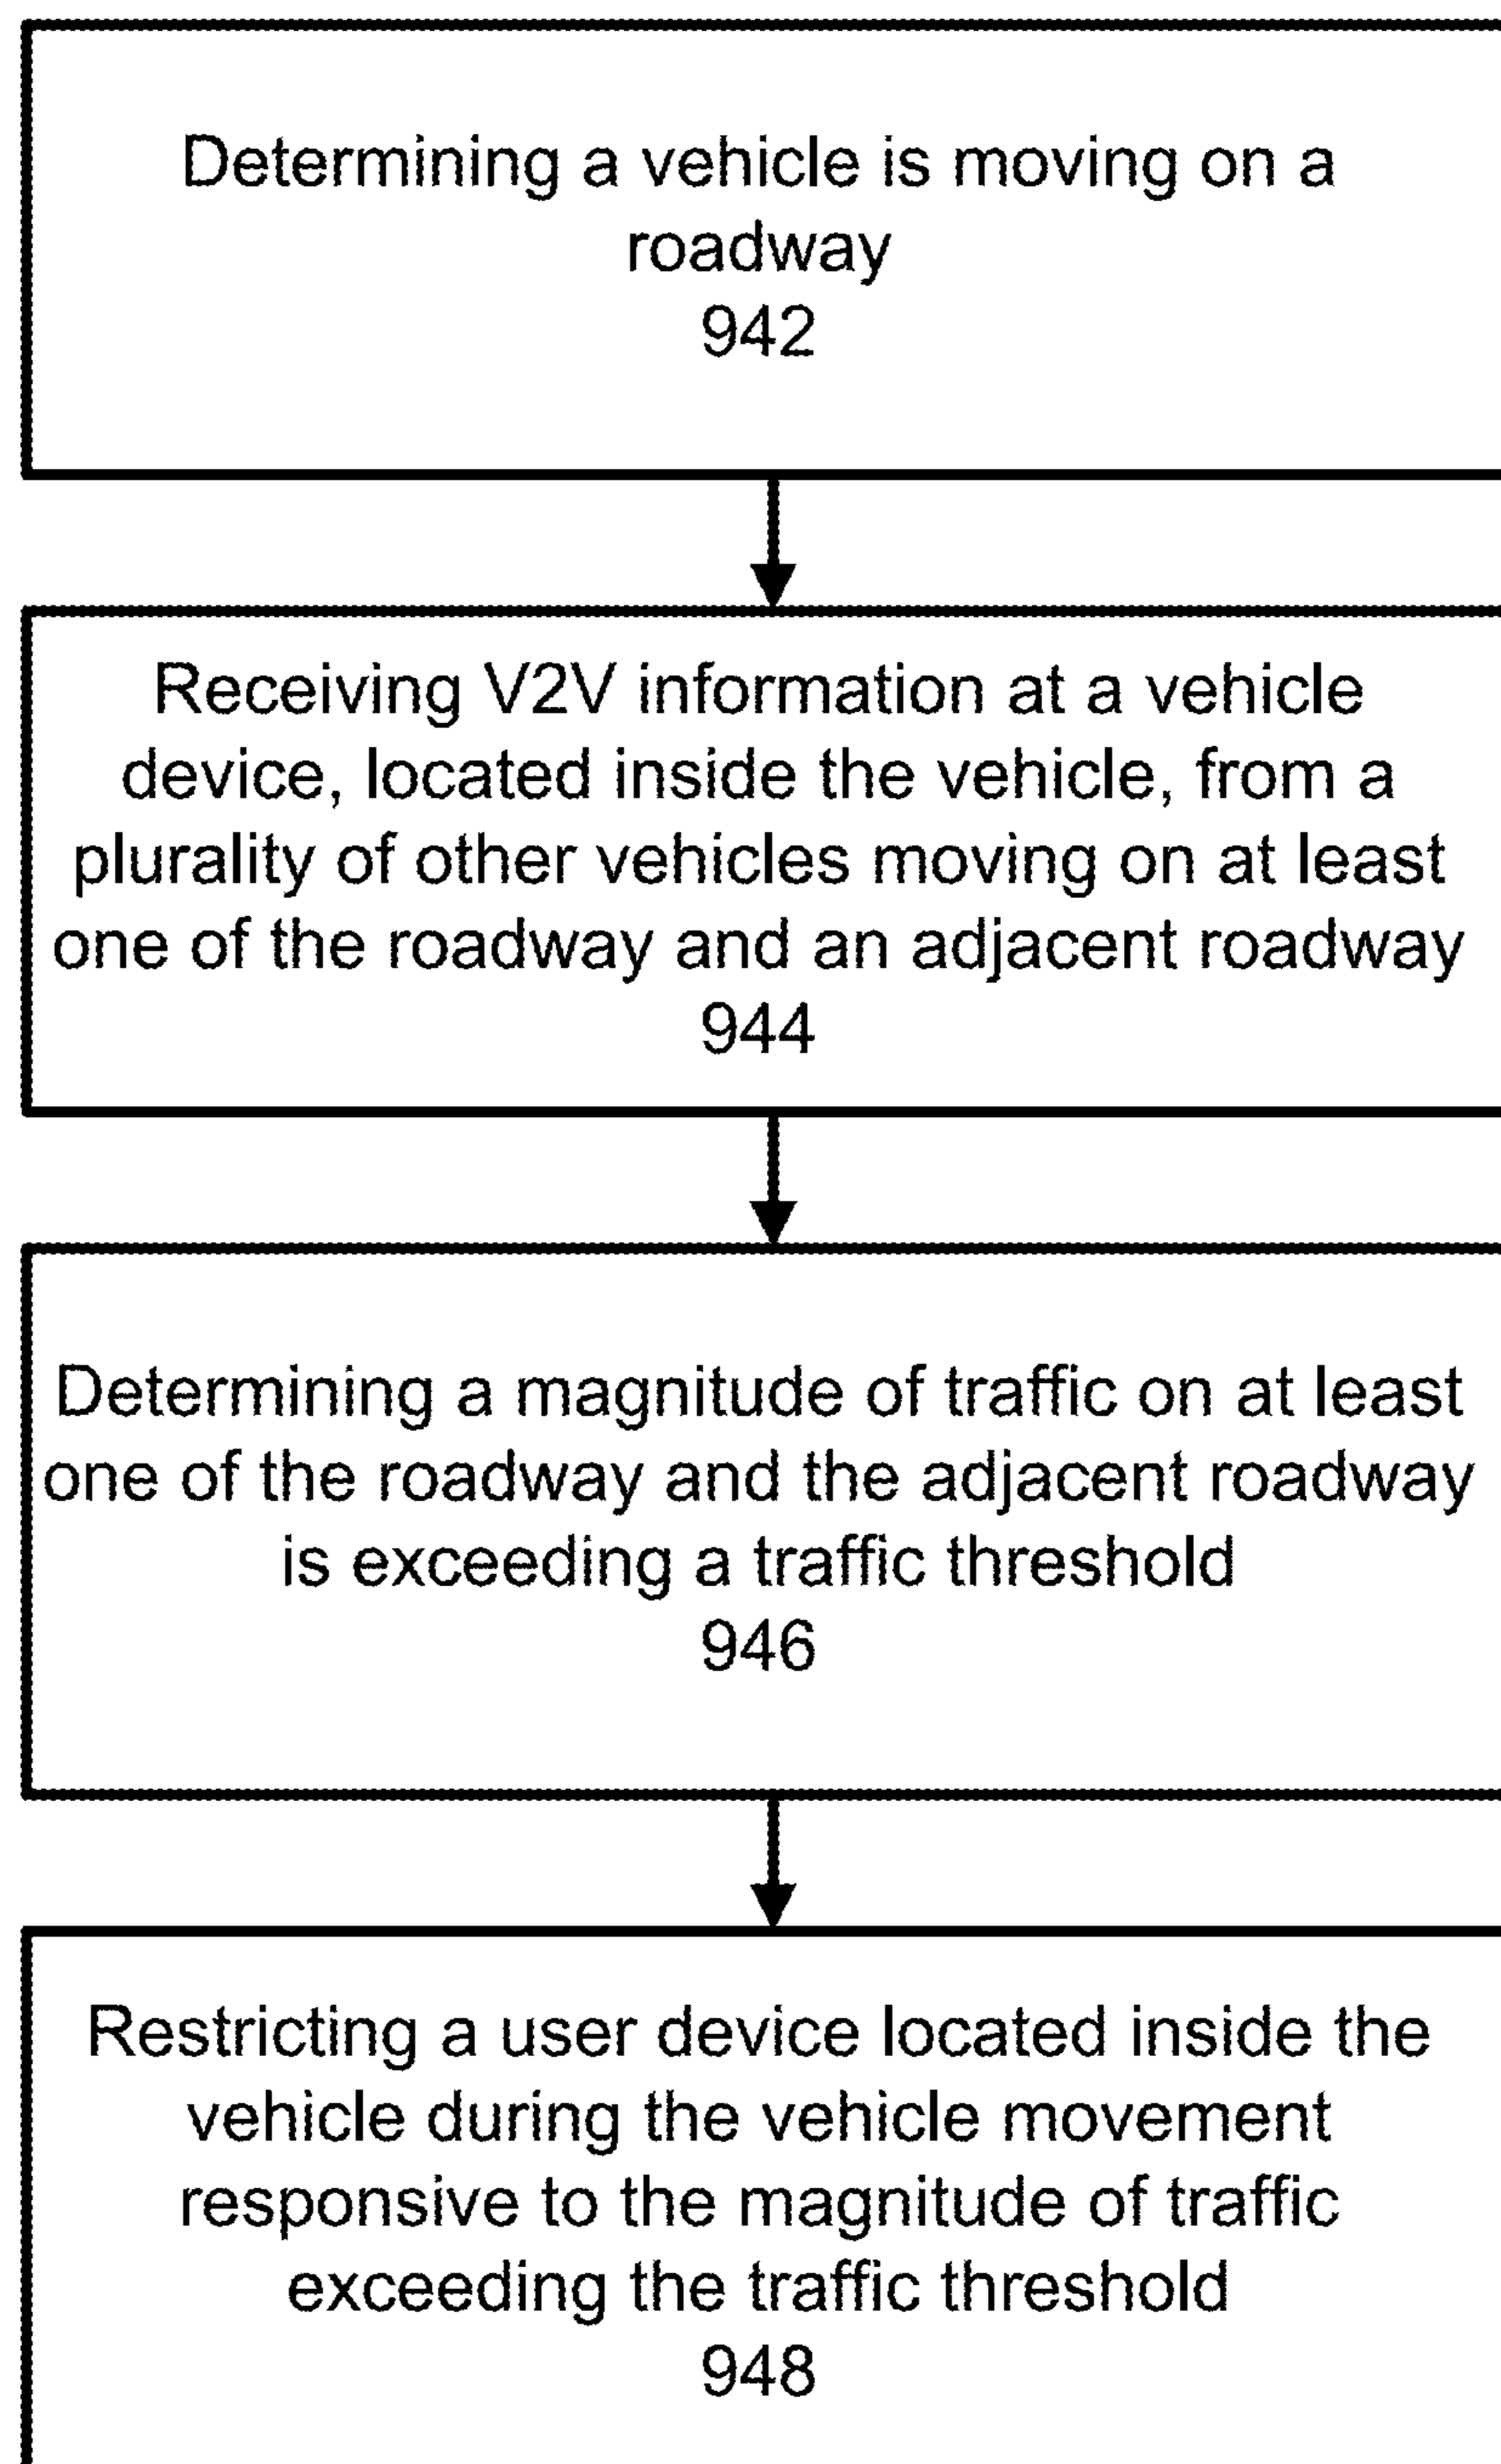 Determining a vehicle is moving on a
roadway
942
Receiving V2V information at a vehicle
device, located inside the vehicle, from a
plurality of other vehicles moving on at least
one of the roadway and an adjacent roadway
944
Determining a magnitude of traffic on at least
one of the roadway and the adjacent roadway
is exceeding a traffic threshold
946
Restricting a user device located inside the
vehicle during the vehicle movement
responsive to the magnitude of traffic
exceeding the traffic threshold
948